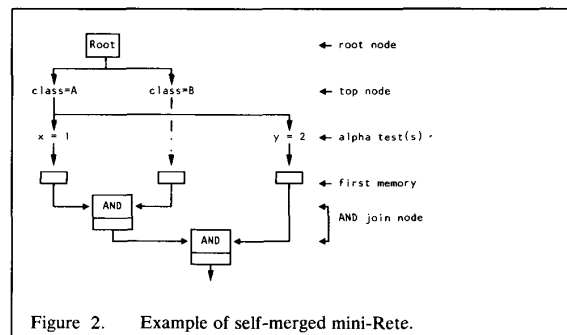 Root
← root node
class=A class=B
← top node
x = 1 y = 2
← alpha test(s)
← first memory
AND
AND join node
AND
Figure 2. Example of self-merged mini-Rete.